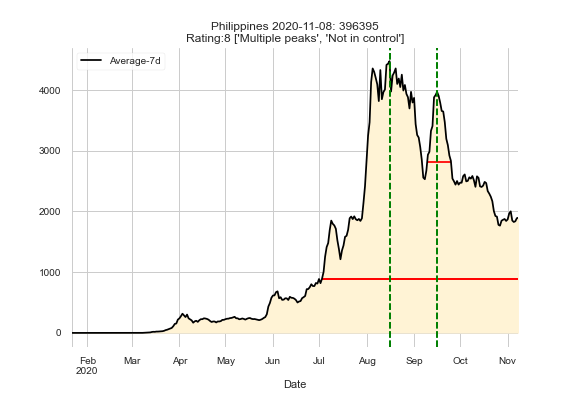 Philippines 2020-11-08: 396395
Rating:8 ['Multiple peaks', 'Not in control']
Average-7d
4000
3000
2000
1000
0
Feb Mar Apr May Jun Jul Aug Sep Oct Nov
2020
Date